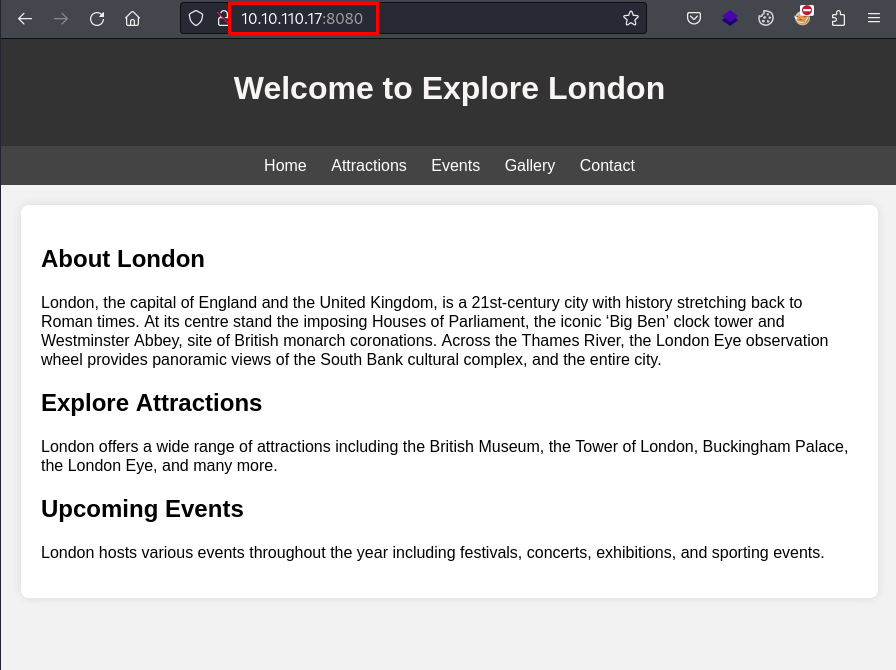 10.10.110.17:8080
Welcome to Explore London
Home Attractions Events Gallery Contact
About London
London, the capital of England and the United Kingdom, is a 21st-century city with history stretching back to
Roman times. At its centre stand the imposing Houses of Parliament, the iconic ‘Big Ben’ clock tower and
Westminster Abbey, site of British monarch coronations. Across the Thames River, the London Eye observation
wheel provides panoramic views of the South Bank cultural complex, and the entire city.
Explore Attractions
London offers a wide range of attractions including the British Museum, the Tower of London, Buckingham Palace,
the London Eye, and many more.
Upcoming Events
London hosts various events throughout the year including festivals, concerts, exhibitions, and sporting events.